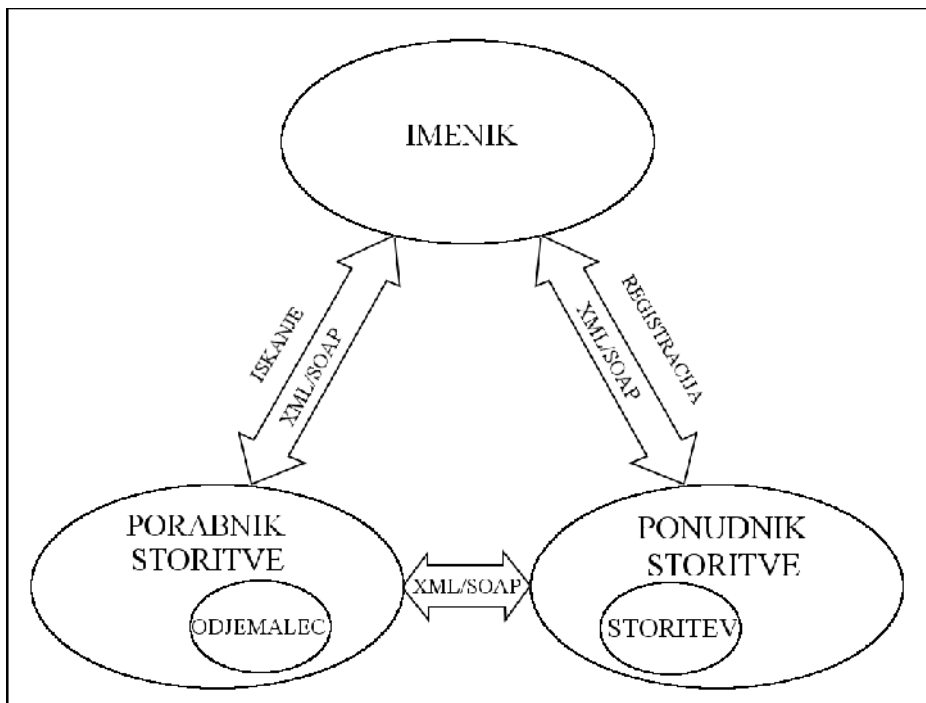 IMENIK
ISKANJE
XML/SOAP
XML/SOAP
REGISTRACIJA
PORABNIK
STORITVE
ODJEMALEC
XML/SOAP
PONUDNIK
STORITVE
STORITEV